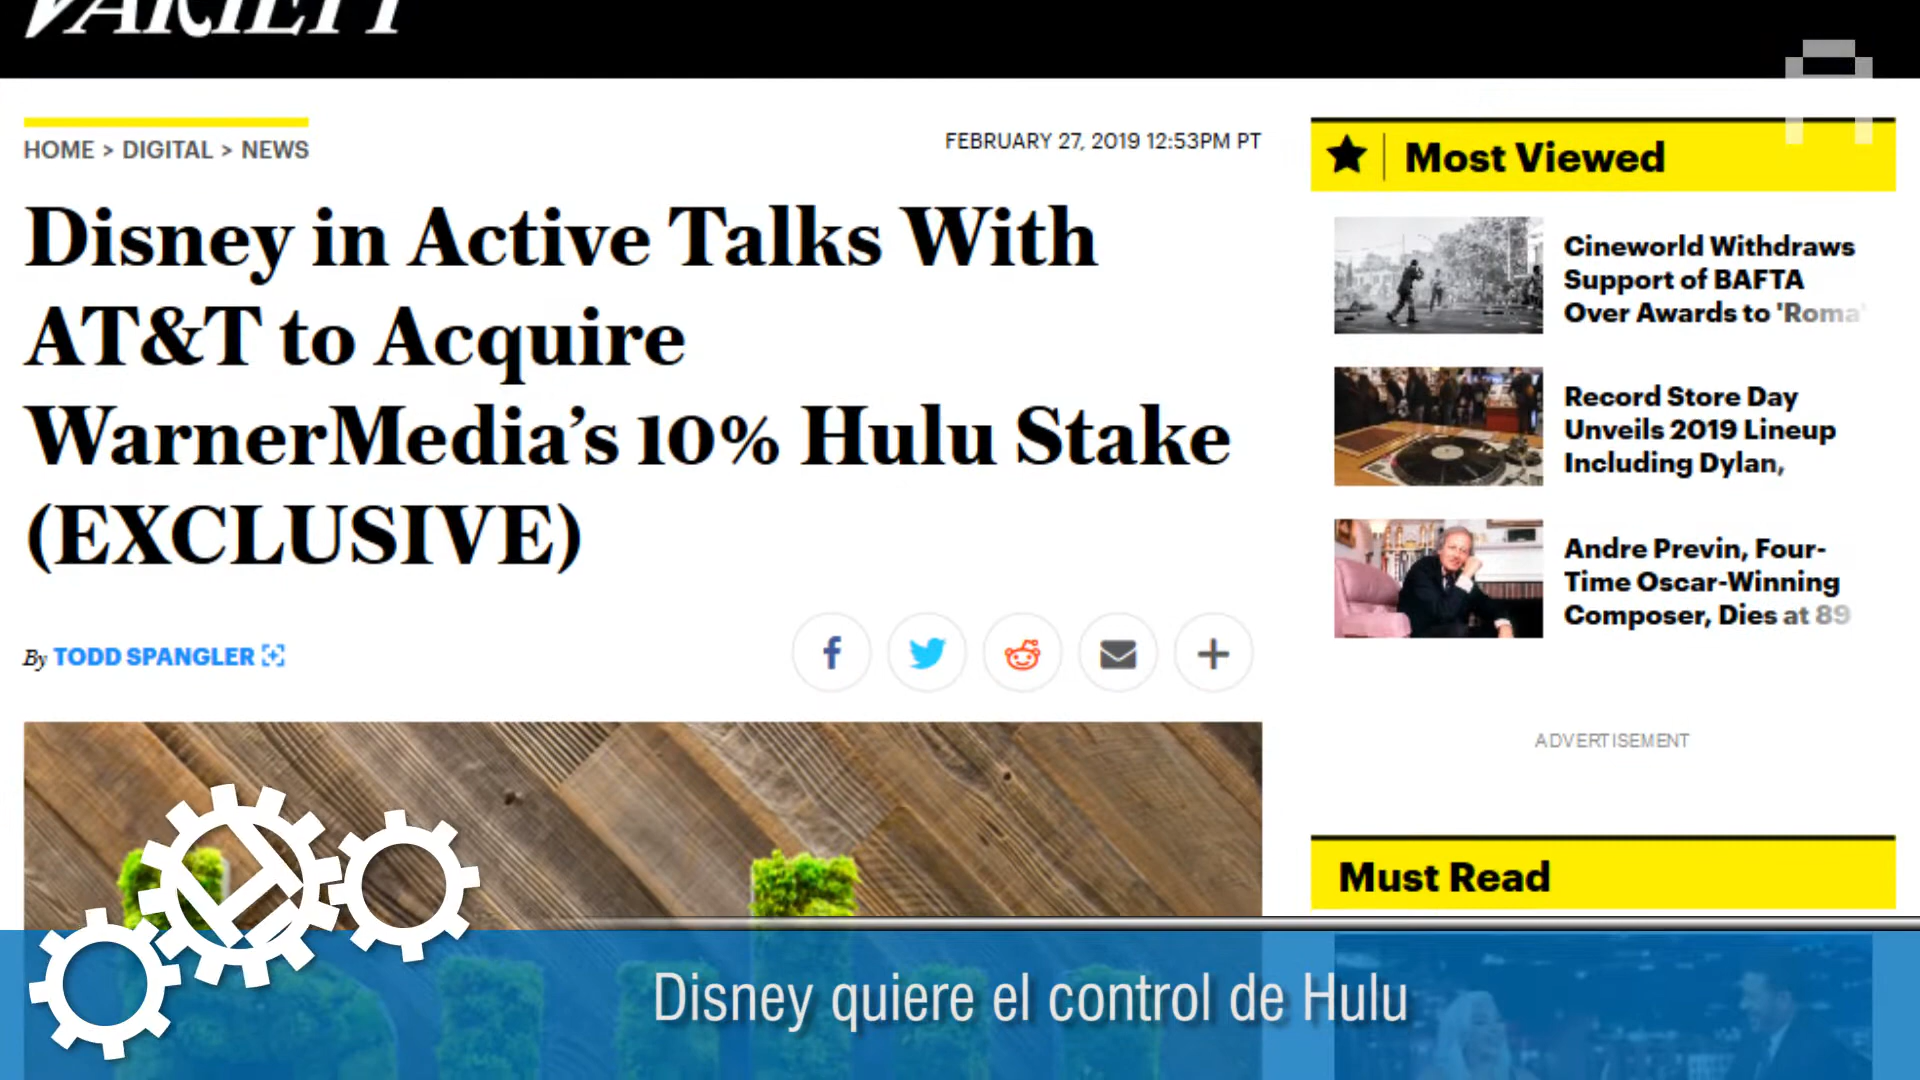 VARIETY
HOME > DIGITAL > NEWS
FEBRUARY 27, 2019 12:53PM PT
Disney in Active Talks With
AT&T to Acquire
WarnerMedia’s 10% Hulu Stake
(EXCLUSIVE)
By TODD SPANGLER
Most Viewed
Cineworld Withdraws
Support of BAFTA
Over Awards to 'Roma'
Record Store Day
Unveils 2019 Lineup
Including Dylan,
Andre Previn, Four-
Time Oscar-Winning
Composer, Dies at 89
ADVERTISEMENT
Must Read
Disney quiere el control de Hulu